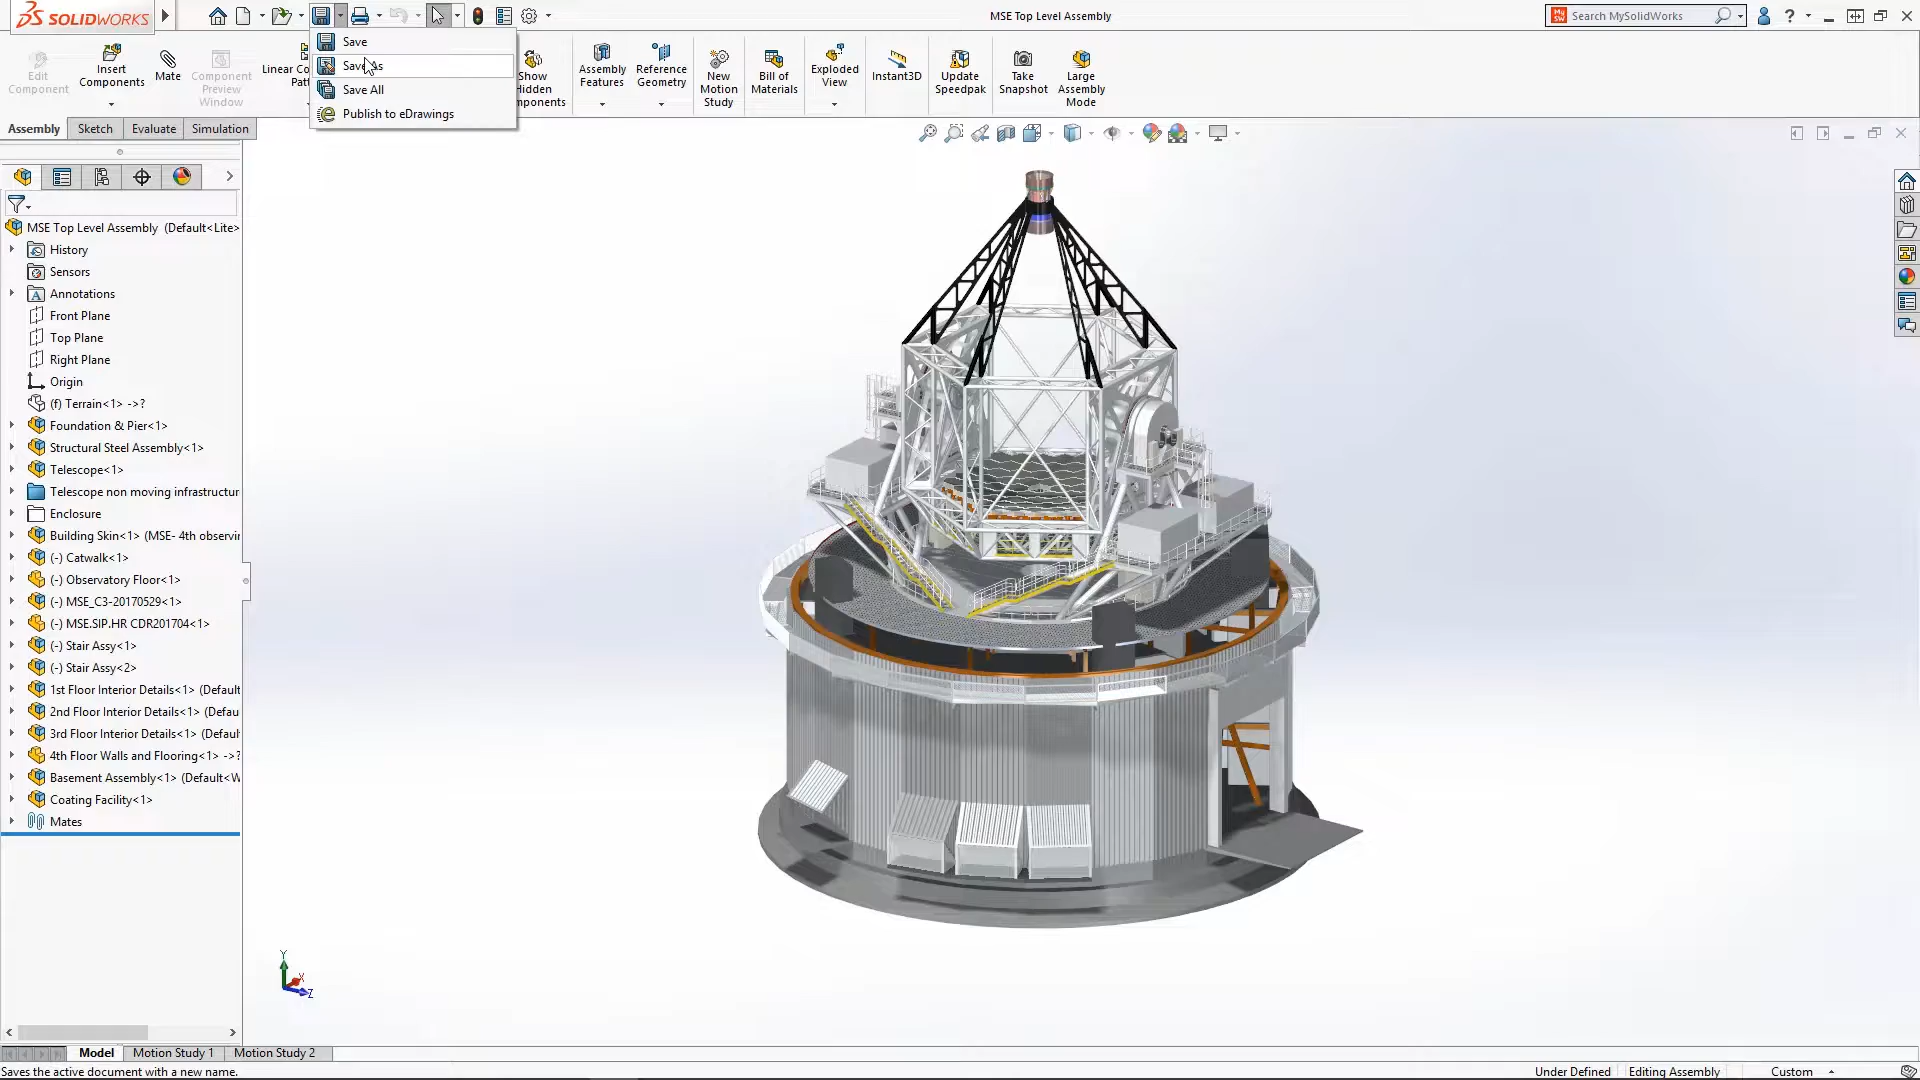 SOLIDWORKS
MSE Top Level Assembly
Search MySolidWorks
Save
Save As
Save All
Publish to eDrawings
Edit
Component
Insert
Components
Mate
Component
Preview
Window
Show
Assembly
Features
Reference
Geometry
New
Motion
Study
Bill of
Materials
Exploded
View
Instant3D
Update
Speedpak
Take
Snapshot
Large
Assembly
Mode
Assembly
Sketch
Evaluate
Simulation
MSE Top Level Assembly (Default<Lite>
History
Sensors
Annotations
Front Plane
Top Plane
Right Plane
Origin
(f) Terrain<1> ->?
Foundation & Pier<1>
Structural Steel Assembly<1>
Telescope<1>
Telescope non moving infrastructur
Enclosure
Building Skin<1> (MSE- 4th observin
(-) Catwalk<1>
(-) Observatory Floor<1>
(-) MSE_C3-20170529<1>
(-) MSE.SIP.HR CDR201704<1>
(-) Stair Assy<1>
(-) Stair Assy<2>
1st Floor Interior Details<1> (Default
2nd Floor Interior Details<1> (Defau
3rd Floor Interior Details<1> (Default
4th Floor Walls and Flooring<1> ->?
Basement Assembly<1> (Default<W
Coating Facility<1>
Mates
Y
X
Z
Model
Motion Study 1
Motion Study 2
Saves the active document with a new name.
Under Defined
Editing Assembly
Custom